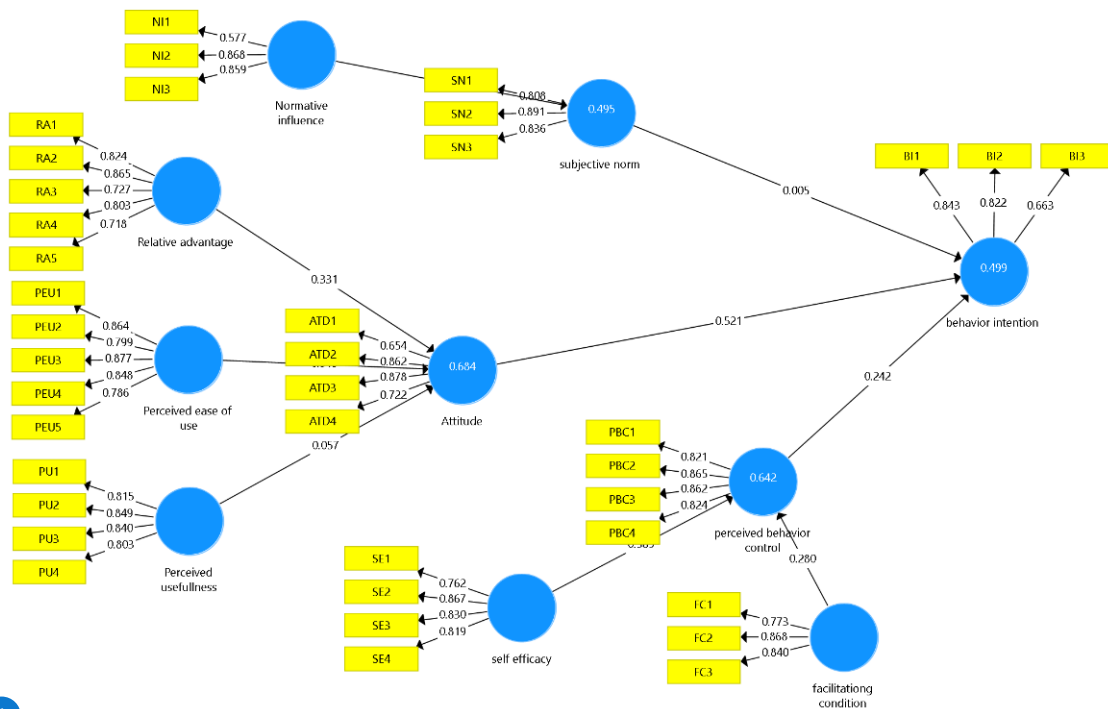 NI1
0.577
NI2
0.868
NI3
0.859
Normative
influence
SN1
0.808
SN2
0.891
SN3
0.836
0.495
subjective norm
RA1
0.824
RA2
0.865
RA3
0.727
RA4
0.803
RA5
0.718
Relative advantage
0.331
BI1
BI2
BI3
0.843
0.822
0.663
0.005
0.499
behavior intention
PEU1
0.864
PEU2
0.799
PEU3
0.877
PEU4
0.848
PEU5
0.786
Perceived ease of
use
ATD1
0.654
ATD2
0.862
ATD3
0.878
ATD4
0.722
0.684
Attitude
0.521
0.242
0.057
PU1
0.815
PU2
0.849
PU3
0.840
PU4
0.803
Perceived
usefullness
PBC1
0.821
PBC2
0.865
PBC3
0.862
PBC4
0.824
0.642
perceived behavior
control
0.280
SE1
0.762
SE2
0.867
SE3
0.830
SE4
0.819
self efficacy
FC1
0.773
FC2
0.868
FC3
0.840
facilitationg
condition